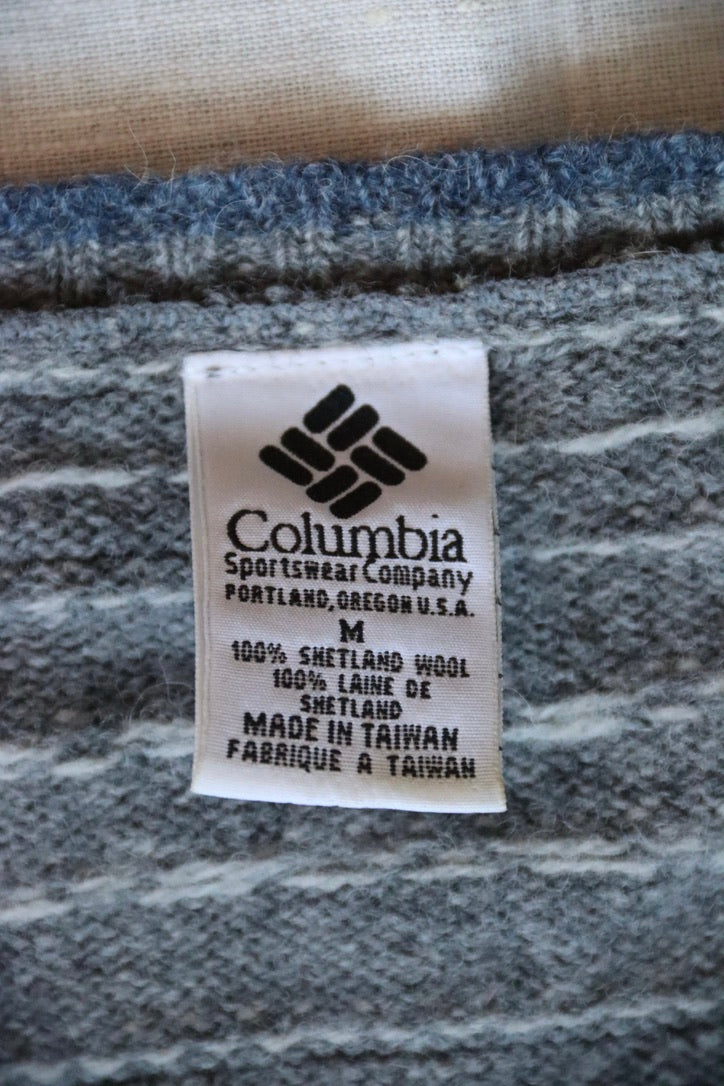 Columbia
Sportswear Company
PORTLAND, OREGON U.S.A.
M
100% SHETLAND WOOL
100% LAINE DE
SHETLAND
MADE IN TAIWAN
FABRIQUE A TAIWAN